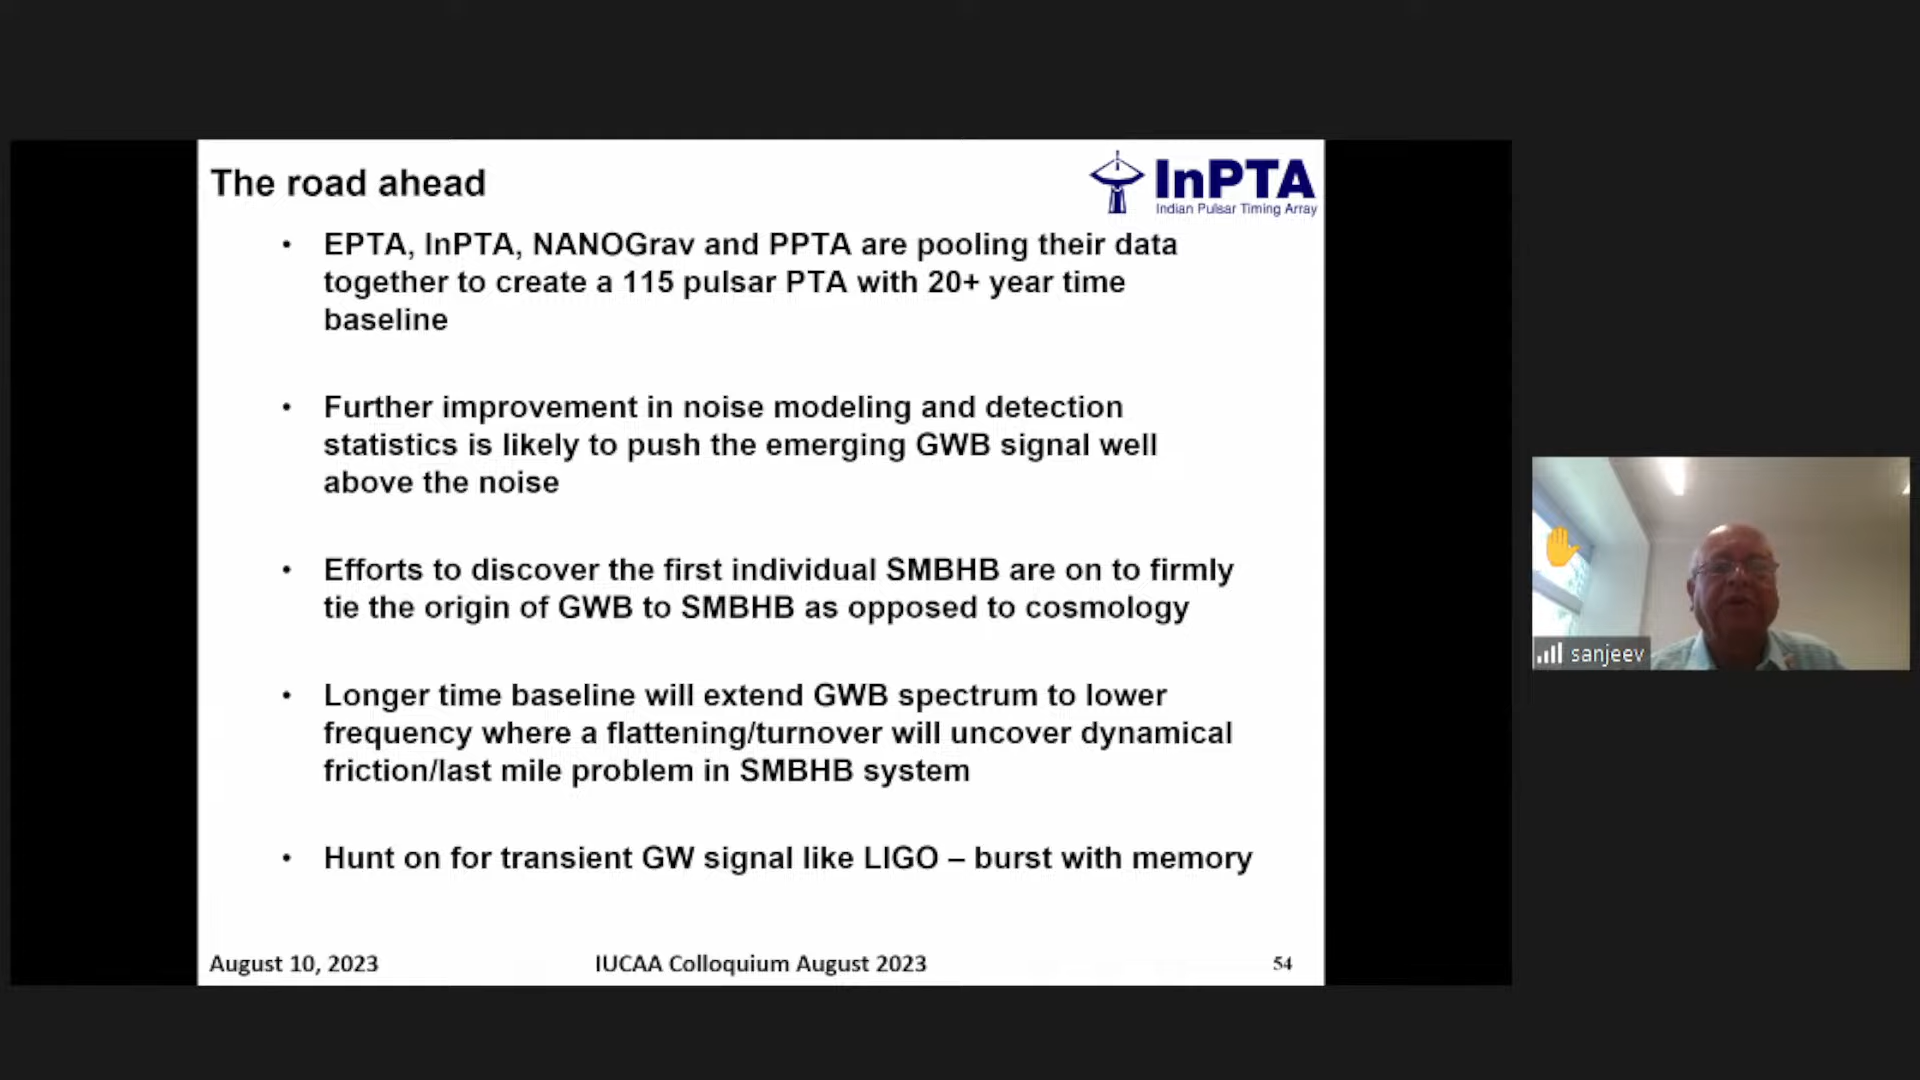 The road ahead
InPTA
Indian Pulsar Timing Array
• EPTA, InPTA, NANOGrav and PPTA are pooling their data
together to create a 115 pulsar PTA with 20+ year time
baseline
• Further improvement in noise modeling and detection
statistics is likely to push the emerging GWB signal well
above the noise
• Efforts to discover the first individual SMBHB are on to firmly
tie the origin of GWB to SMBHB as opposed to cosmology
• Longer time baseline will extend GWB spectrum to lower
frequency where a flattening/turnover will uncover dynamical
friction/last mile problem in SMBHB system
• Hunt on for transient GW signal like LIGO – burst with memory
August 10, 2023
IUCAA Colloquium August 2023
54
sanjeev